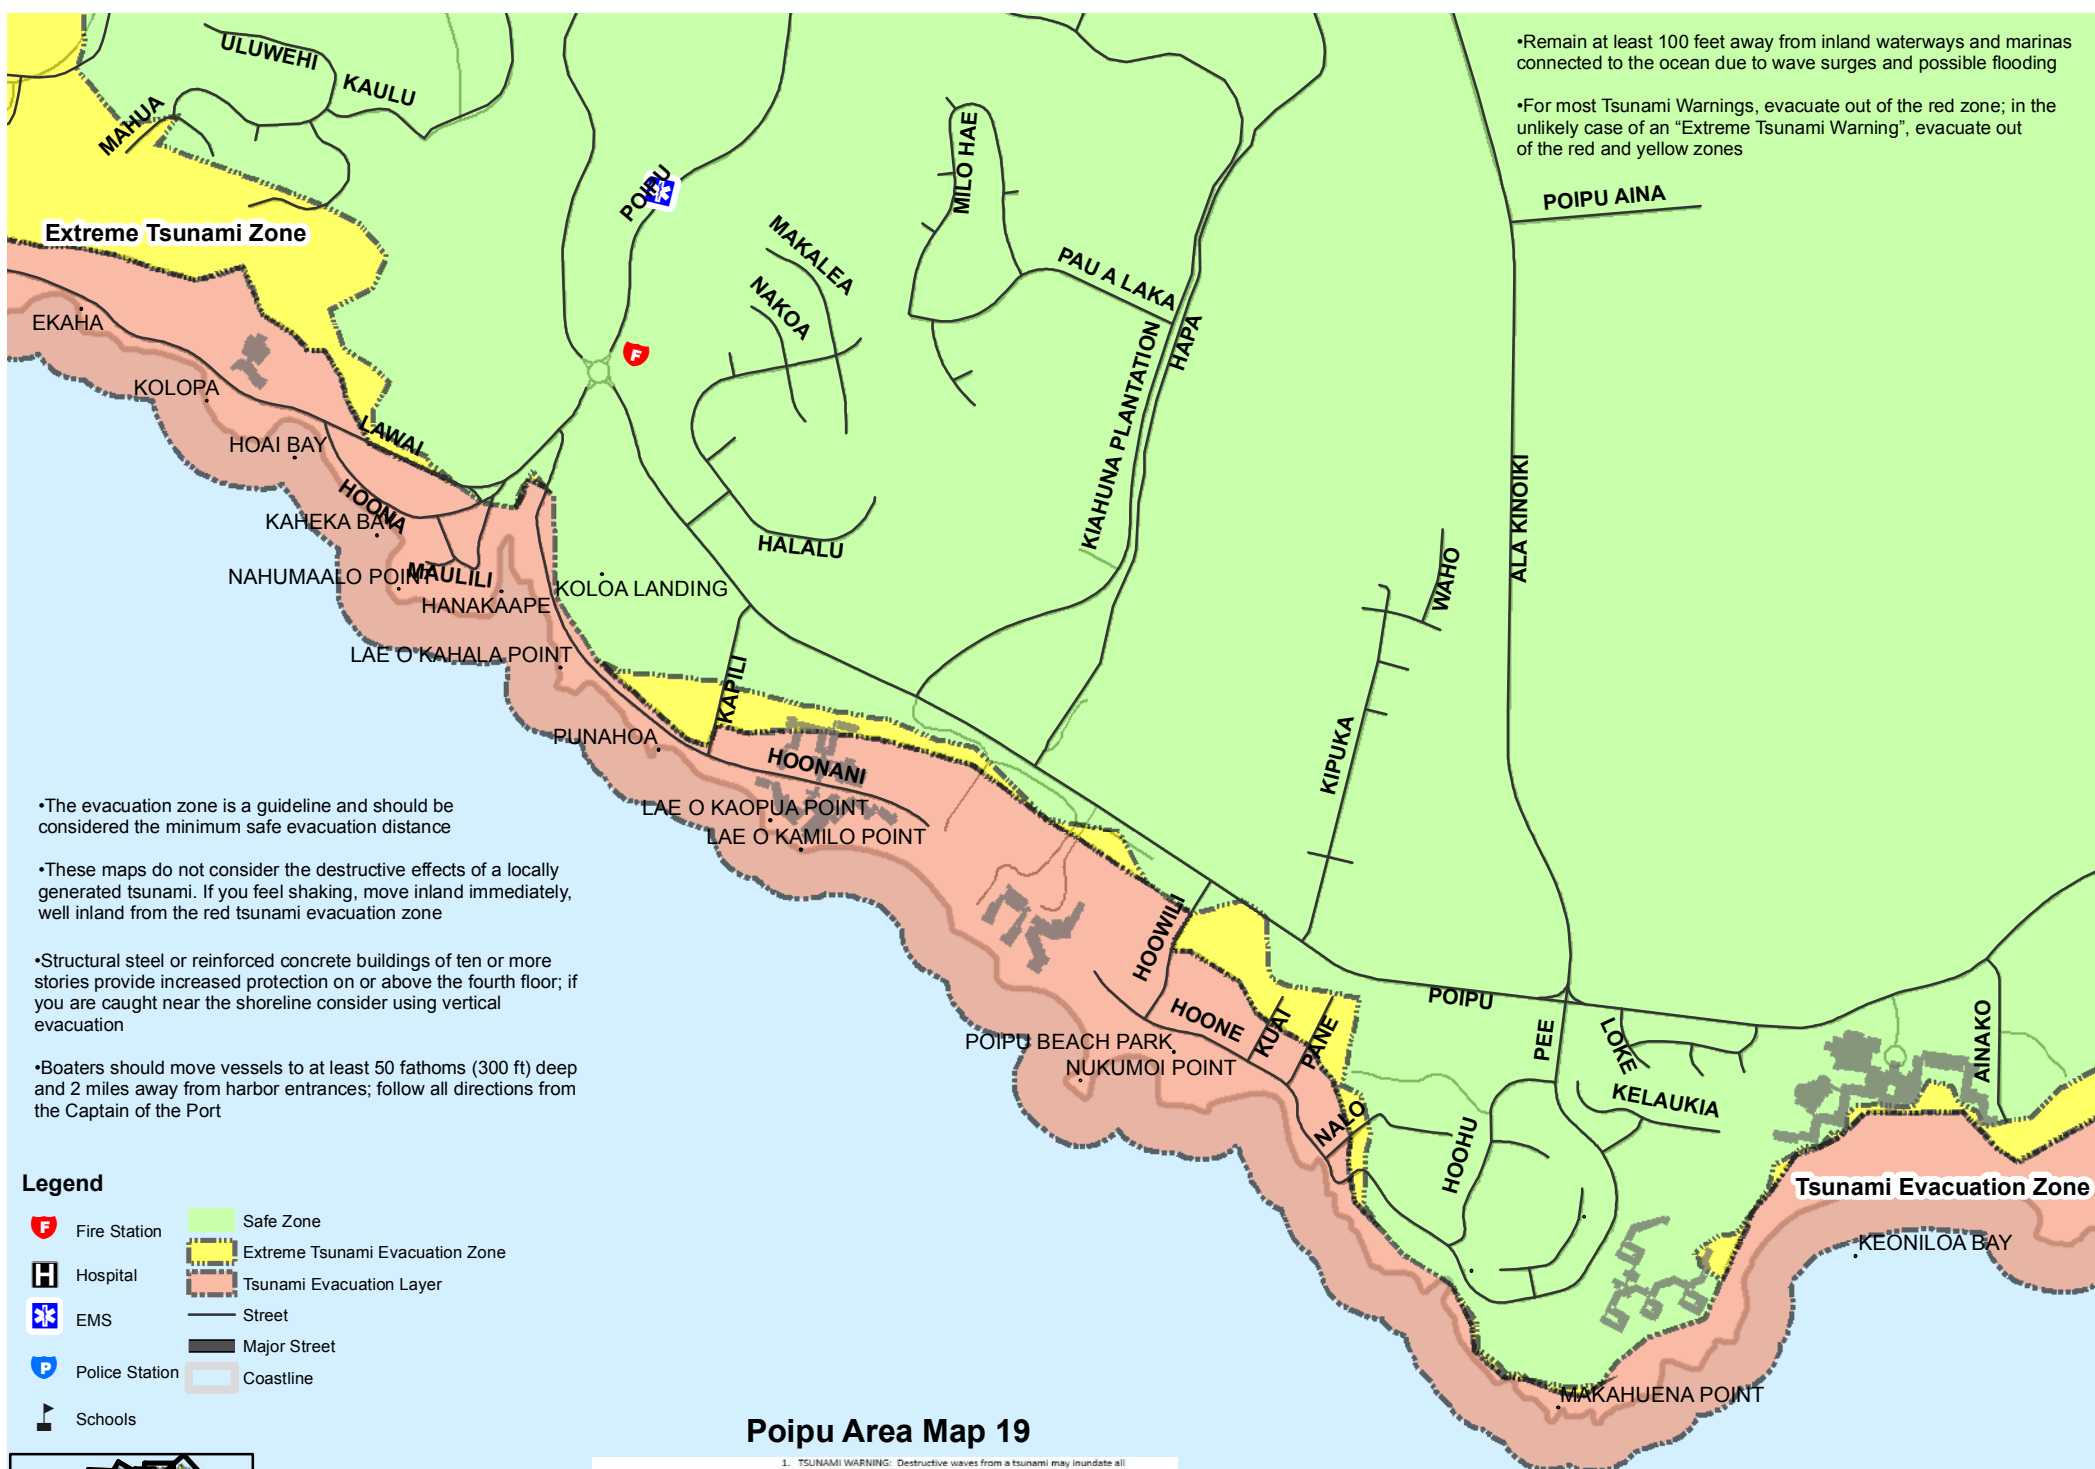 •Remain at least 100 feet away from inland waterways and marinas
connected to the ocean due to wave surges and possible flooding
•For most Tsunami Warnings, evacuate out of the red zone; in the
unlikely case of an “Extreme Tsunami Warning”, evacuate out
of the red and yellow zones
ULUWEHI
KAULU
MAHUA
POIPU
MILO HAE
POIPU AINA
Extreme Tsunami Zone
MAKALEA
NAKOA
PAU A LAKA
EKAHA
F
HAPA
KIAHUNA PLANTATION
KOLOPA
LAWAI
HOAI BAY
HOONA
KAHEKA BAY
ALA KINOIKI
HALALU
WAHO
NAHUMAALO POINT
MAULILI
HANAKAAPE
KOLOA LANDING
LAE O KAHALA POINT
KAPILI
PUNAHOA
HOONANI
KIPUKA
LAE O KAOPUA POINT
LAE O KAMILO POINT
•The evacuation zone is a guideline and should be
considered the minimum safe evacuation distance
•These maps do not consider the destructive effects of a locally
generated tsunami. If you feel shaking, move inland immediately,
well inland from the red tsunami evacuation zone
•Structural steel or reinforced concrete buildings of ten or more
stories provide increased protection on or above the fourth floor; if
you are caught near the shoreline consider using vertical
evacuation
•Boaters should move vessels to at least 50 fathoms (300 ft) deep
and 2 miles away from harbor entrances; follow all directions from
the Captain of the Port
HOOWILI
HOONE
KUAI
PANE
POIPU
PEE
LOKE
AINAKO
POIPU BEACH PARK
NUKUMOI POINT
NALO
KELAUKIA
HOOHU
Tsunami Evacuation Zone
KEONILOA BAY
MAKAHUENA POINT
Legend
F Fire Station
H Hospital
EMS
P Police Station
Schools
Safe Zone
Extreme Tsunami Evacuation Zone
Tsunami Evacuation Layer
Street
Major Street
Coastline
Poipu Area Map 19
1. TSUNAMI WARNING: Destructive waves from a tsunami may inundate all